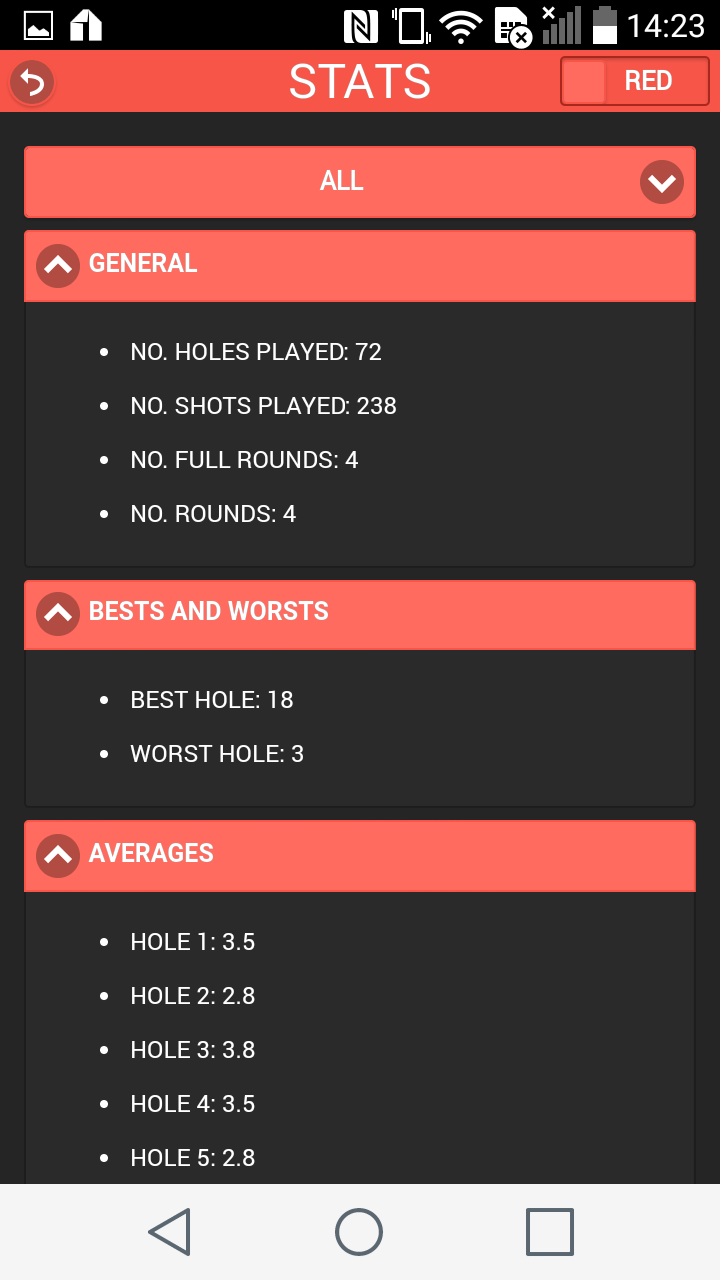 14:23
STATS
RED
ALL
GENERAL
NO. HOLES PLAYED: 72
NO. SHOTS PLAYED: 238
NO. FULL ROUNDS: 4
NO. ROUNDS: 4
BESTS AND WORSTS
BEST HOLE: 18
WORST HOLE: 3
AVERAGES
HOLE 1: 3.5
HOLE 2: 2.8
HOLE 3: 3.8
HOLE 4: 3.5
HOLE 5: 2.8